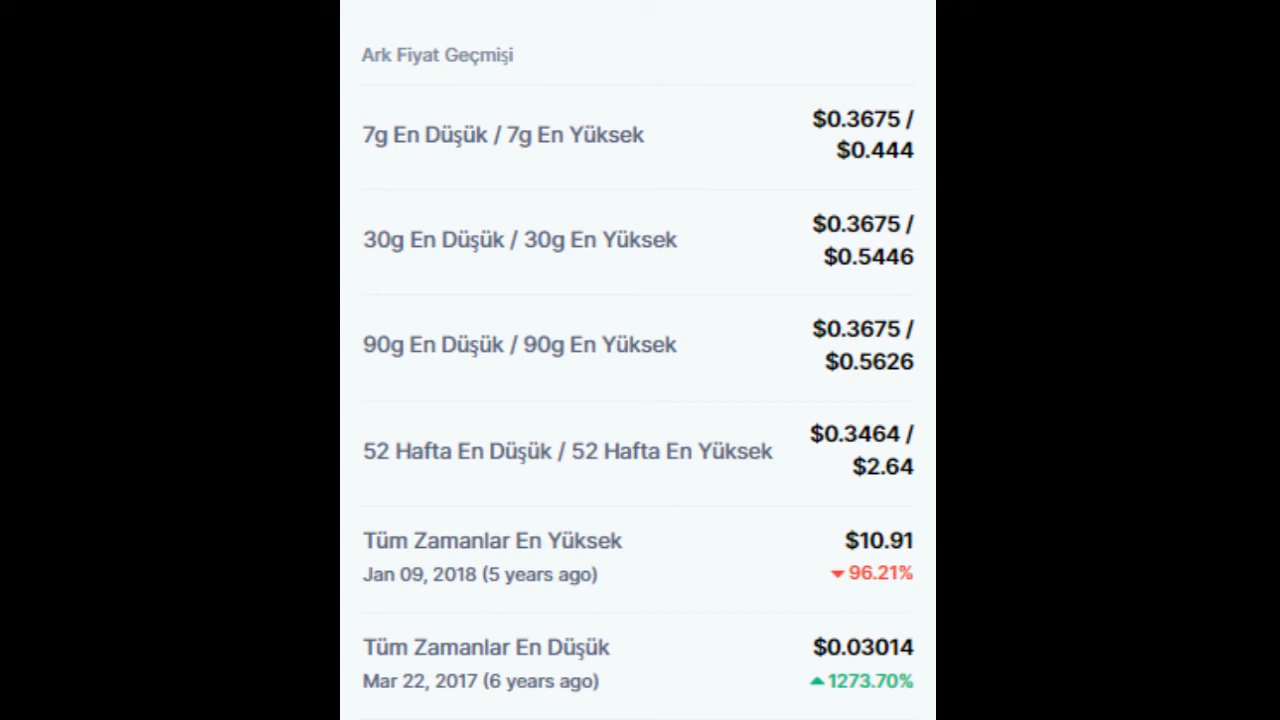 Ark Fiyat Geçmişi
7g En Düşük / 7g En Yüksek
$0.3675 /
$0.444
30g En Düşük / 30g En Yüksek
$0.3675 /
$0.5446
90g En Düşük / 90g En Yüksek
$0.3675 /
$0.5626
52 Hafta En Düşük / 52 Hafta En Yüksek
$0.3464 /
$2.64
Tüm Zamanlar En Yüksek
$10.91
Jan 09, 2018 (5 years ago)
96.21%
Tüm Zamanlar En Düşük
$0.03014
Mar 22, 2017 (6 years ago)
1273.70%